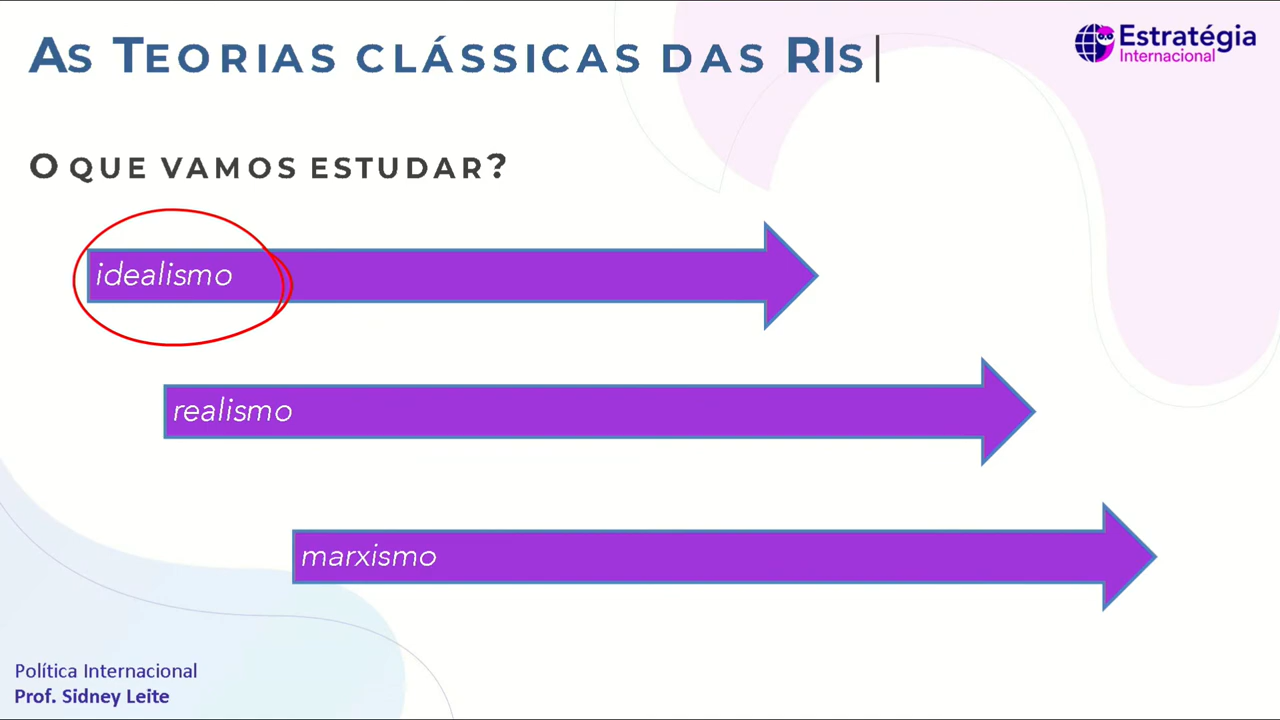 As Teorias clássicas das RIs
Estratégia
Internacional
O que vamos estudar?
idealismo
realismo
marxismo
Política Internacional
Prof. Sidney Leite